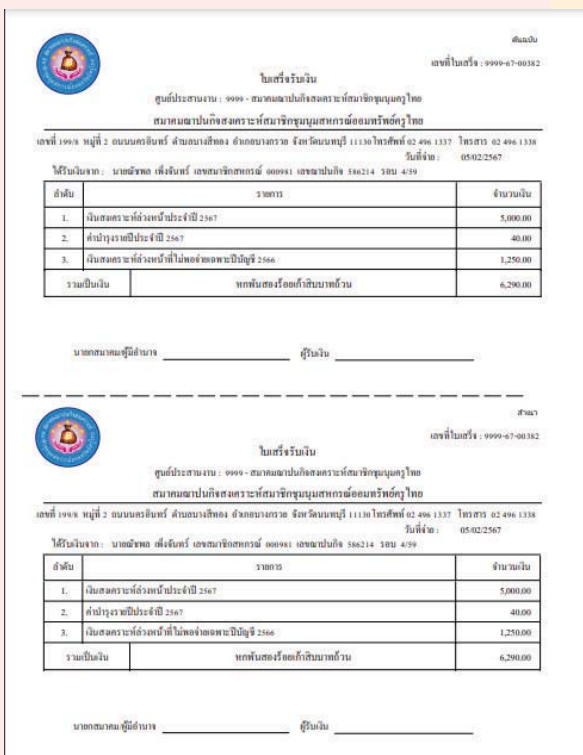 ต้นฉบับ
เลขที่ใบเสร็จ : 9999-67-00382
ใบเสร็จรับเงิน
ศูนย์ประสานงาน : 9999 - สมาคมฌาปนกิจสงเคราะห์สมาชิกชุมนุมครูไทย
สมาคมฌาปนกิจสงเคราะห์สมาชิกชุมนุมสหกรณ์ออมทรัพย์ครูไทย
เลขที่ 199/8 หมู่ที่ 2 ถนนนครอินทร์ ตำบลบางสีทอง อำเภอบางกรวย จังหวัดนนทบุรี 11130 โทรศัพท์ 02 496 1337 โทรสาร 02 496 1338
วันที่จ่าย : 05/02/2567
ได้รับเงินจาก : นายณัชพล เพ็งจันทร์ เลขสมาชิกสหกรณ์ 000981 เลขฌาปนกิจ 586214 รอบ 4/59
ลำดับ รายการ จำนวนเงิน
1. เงินสงเคราะห์ล่วงหน้าประจำปี 2567 5,000.00
2. ค่าบำรุงรายปีประจำปี 2567 40.00
3. เงินสงเคราะห์ล่วงหน้าที่ไม่พอจ่ายเฉพาะปีบัญชี 2566 1,250.00
รวมเป็นเงิน หกพันสองร้อยเก้าสิบบาทถ้วน 6,290.00
นายกสมาคม/ผู้มีอำนาจ ผู้รับเงิน
สำเนา
เลขที่ใบเสร็จ : 9999-67-00382
ใบเสร็จรับเงิน
ศูนย์ประสานงาน : 9999 - สมาคมฌาปนกิจสงเคราะห์สมาชิกชุมนุมครูไทย
สมาคมฌาปนกิจสงเคราะห์สมาชิกชุมนุมสหกรณ์ออมทรัพย์ครูไทย
เลขที่ 199/8 หมู่ที่ 2 ถนนนครอินทร์ ตำบลบางสีทอง อำเภอบางกรวย จังหวัดนนทบุรี 11130 โทรศัพท์ 02 496 1337 โทรสาร 02 496 1338
วันที่จ่าย : 05/02/2567
ได้รับเงินจาก : นายณัชพล เพ็งจันทร์ เลขสมาชิกสหกรณ์ 000981 เลขฌาปนกิจ 586214 รอบ 4/59
ลำดับ รายการ จำนวนเงิน
1. เงินสงเคราะห์ล่วงหน้าประจำปี 2567 5,000.00
2. ค่าบำรุงรายปีประจำปี 2567 40.00
3. เงินสงเคราะห์ล่วงหน้าที่ไม่พอจ่ายเฉพาะปีบัญชี 2566 1,250.00
รวมเป็นเงิน หกพันสองร้อยเก้าสิบบาทถ้วน 6,290.00
นายกสมาคม/ผู้มีอำนาจ ผู้รับเงิน